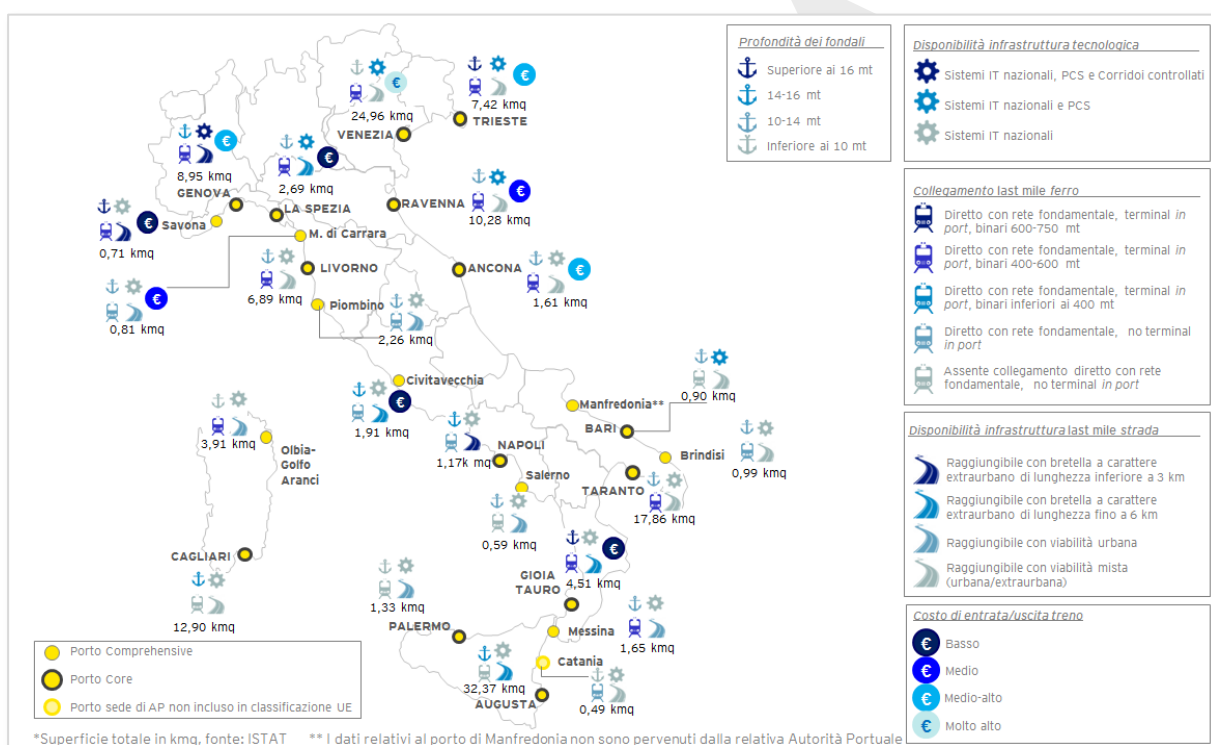 Profondità dei fondali
Superiore ai 16 mt
14-16 mt
10-14 mt
Inferiore ai 10 mt
Disponibilità infrastruttura tecnologica
Sistemi IT nazionali, PCS e Corridoi controllati
Sistemi IT nazionali e PCS
Sistemi IT nazionali
Collegamento last mile ferro
Diretto con rete fondamentale, terminal in
port, binari 600-750 mt
Diretto con rete fondamentale, terminal in
port, binari 400-600 mt
Diretto con rete fondamentale, terminal in
port, binari inferiori ai 400 mt
Diretto con rete fondamentale, no terminal
in port
Assente collegamento diretto con rete
fondamentale, no terminal in port
Disponibilità infrastruttura last mile strada
Raggiungibile con bretella a carattere
extraurbano di lunghezza inferiore a 3 km
Raggiungibile con bretella a carattere
extraurbano di lunghezza fino a 6 km
Raggiungibile con viabilità urbana
Raggiungibile con viabilità mista
(urbana/extraurbana)
Costo di entrata/uscita treno
€ Basso
€ Medio
€ Medio-alto
€ Molto alto
€
24,96 kmq
VENEZIA
€
7,42 kmq
TRIESTE
€
8,95 kmq
GENOVA
€
2,69 kmq
LA SPEZIA
€
RAVENNA
10,28 kmq
€
Savona
0,71 kmq
M. di Carrara
€
0,81 kmq
LIVORNO
6,89 kmq
ANCONA
€
1,61 kmq
Piombino
2,26 kmq
Civitavecchia
€
1,91 kmq
0,90 kmq
Manfredonia**
BARI
3,91 kmq
Olbia-
Golfo
Aranci
NAPOLI
1,17k mq
Brindisi
0,99 kmq
Salerno
0,59 kmq
TARANTO
17,86 kmq
€
4,51 kmq
GIOIA
TAURO
CAGLIARI
12,90 kmq
1,33 kmq
PALERMO
Messina
1,65 kmq
Catania
0,49 kmq
32,37 kmq
AUGUSTA
Porto Comprehensive
Porto Core
Porto sede di AP non incluso in classificazione UE
*Superficie totale in kmq, fonte: ISTAT ** I dati relativi al porto di Manfredonia non sono pervenuti dalla relativa Autorità Portuale